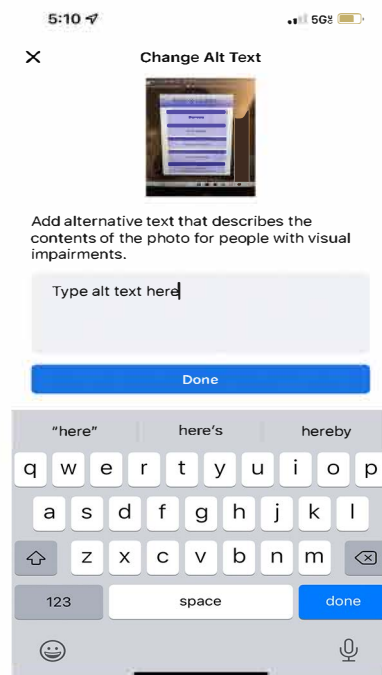 5:10
5G
Change Alt Text
Add alternative text that describes the
contents of the photo for people with visual
impairments.
Type alt text here
Done
“here”
here's
hereby
q w e r t y u i o p
a s d f g h j k l
z x c v b n m
123
space
done